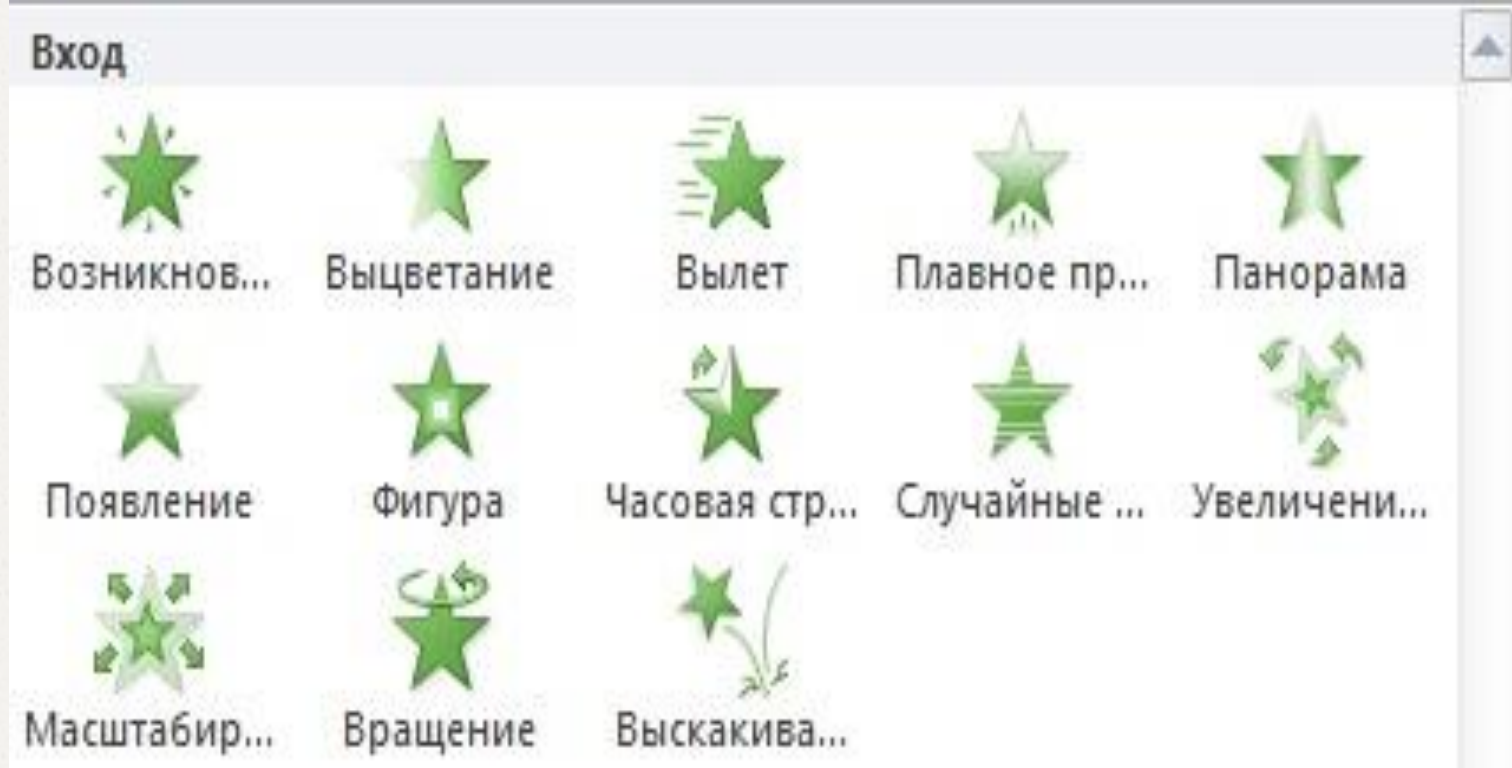 Вход
Возникнов... Выцветание Вылет Плавное пр... Панорама
Появление Фигура Часовая стр... Случайные ... Увеличени...
Масштабир... Вращение Выскакива...